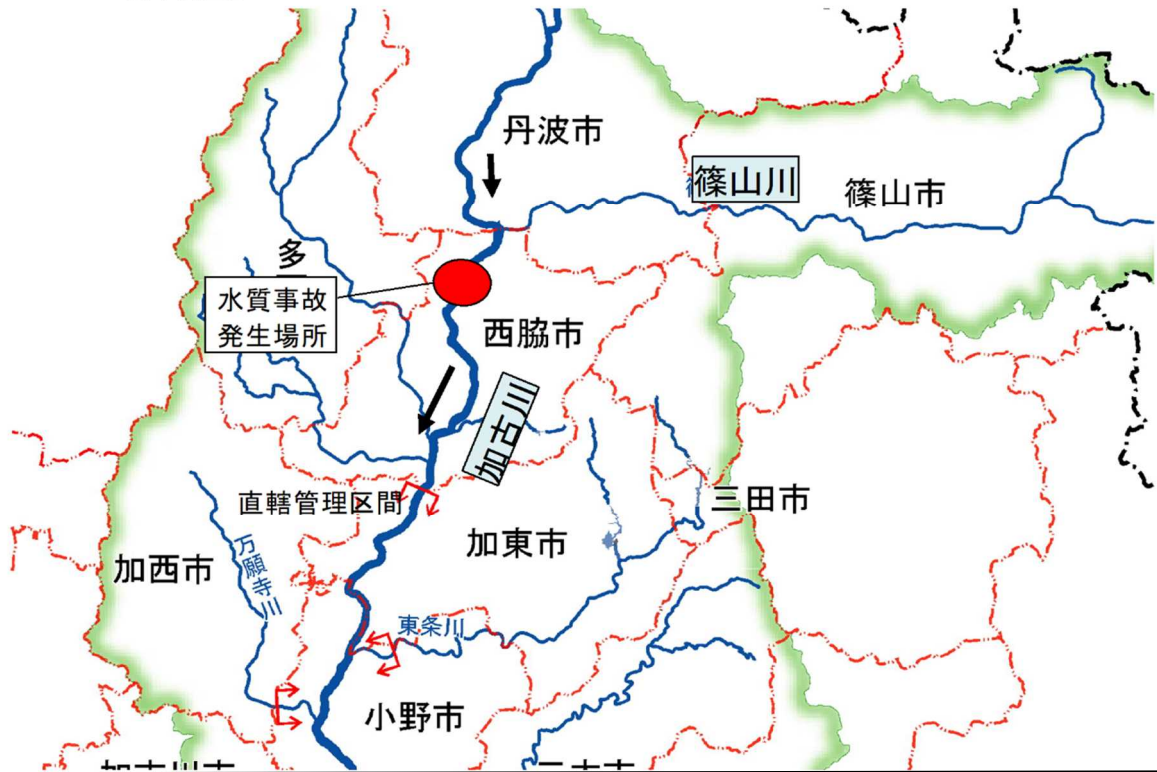 丹波市
篠山川
篠山市
多
水質事故
発生場所
西脇市
加古川
直轄管理区間
三田市
加東市
加西市
万願寺川
東条川
小野市